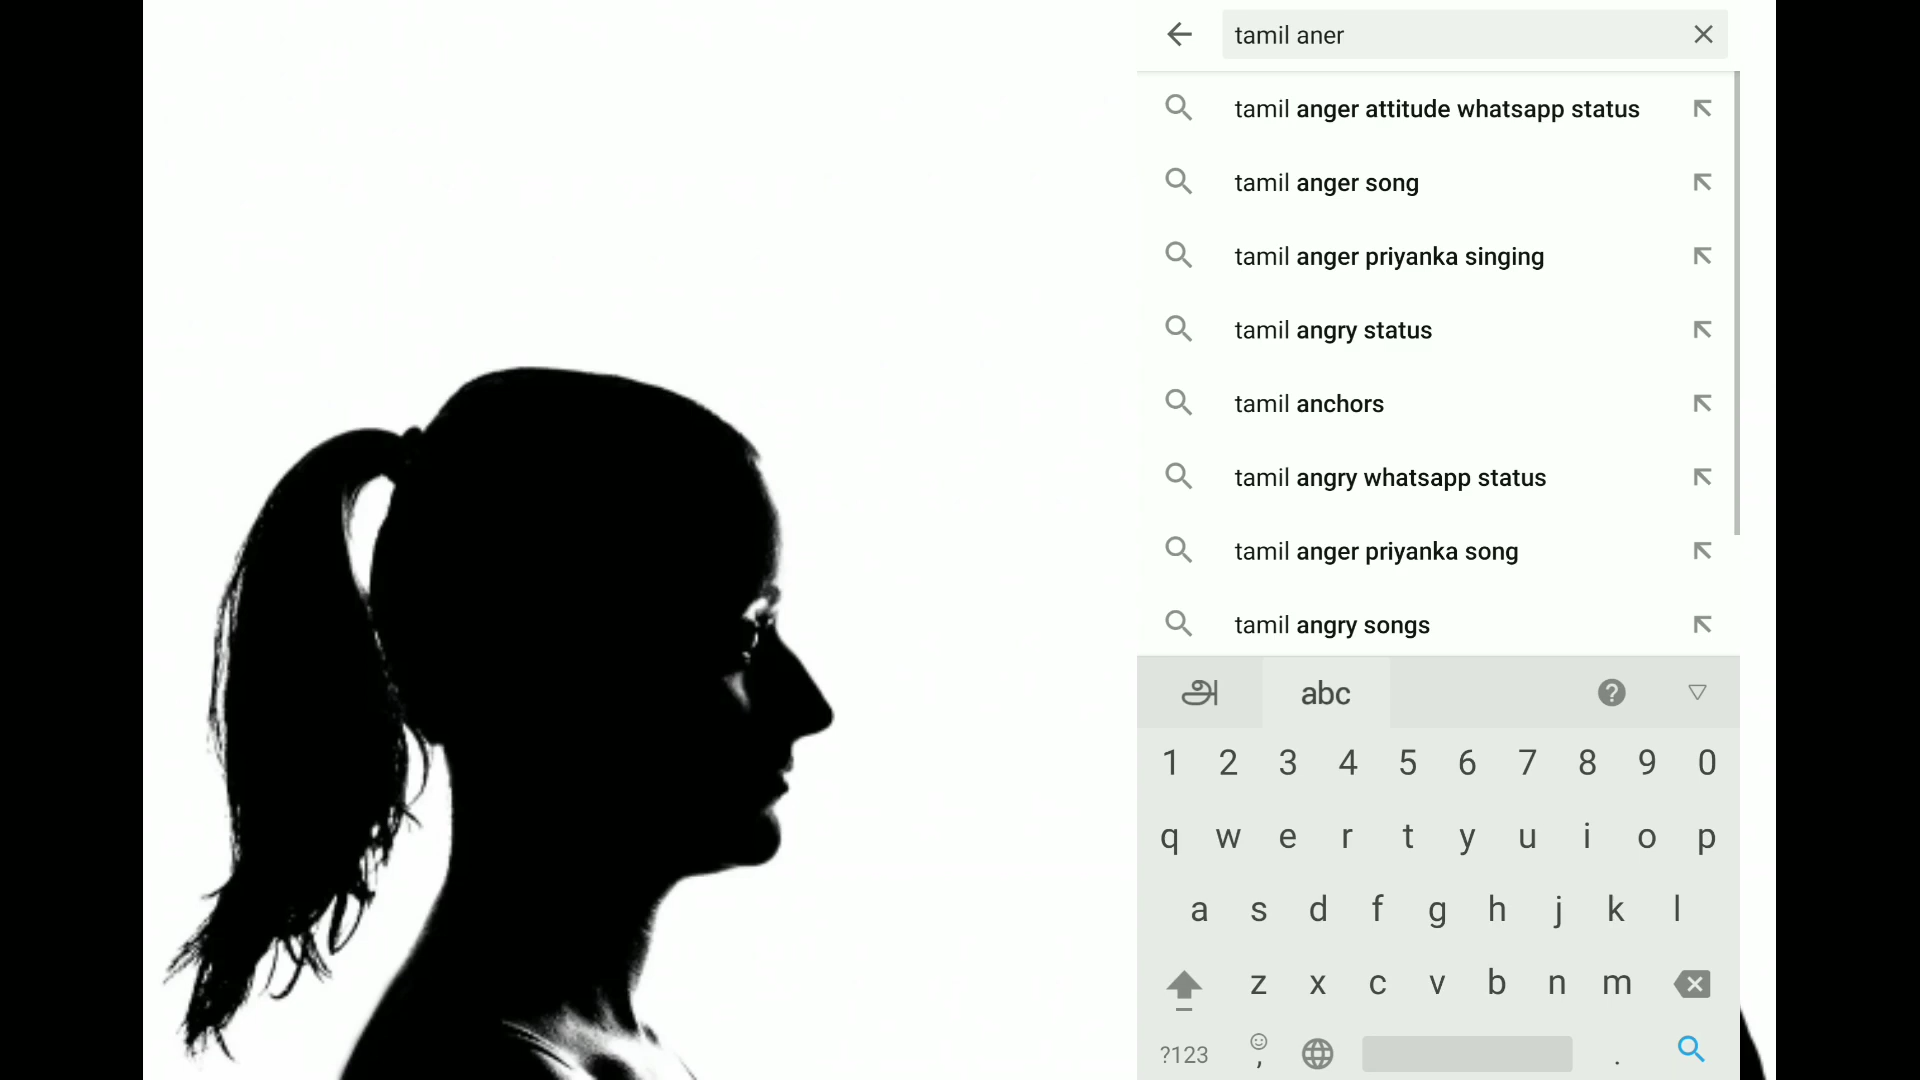 tamil aner
tamil anger attitude whatsapp status
tamil anger song
tamil anger priyanka singing
tamil angry status
tamil anchors
tamil angry whatsapp status
tamil anger priyanka song
tamil angry songs
அ abc ?
1 2 3 4 5 6 7 8 9 0
q w e r t y u i o p
a s d f g h j k l
z x c v b n m
?123 , .